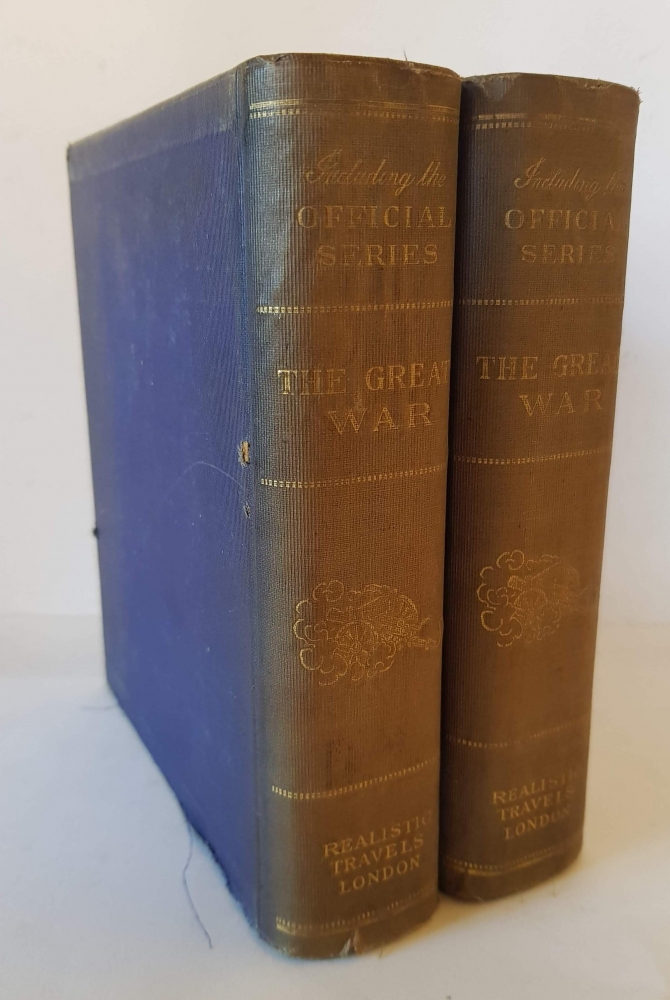 Including the
OFFICIAL
SERIES
THE GREAT
WAR
REALISTIC
TRAVELS
LONDON
Including the
OFFICIAL
SERIES
THE GREA
WAR
REALISTIC
TRAVELS
LONDON